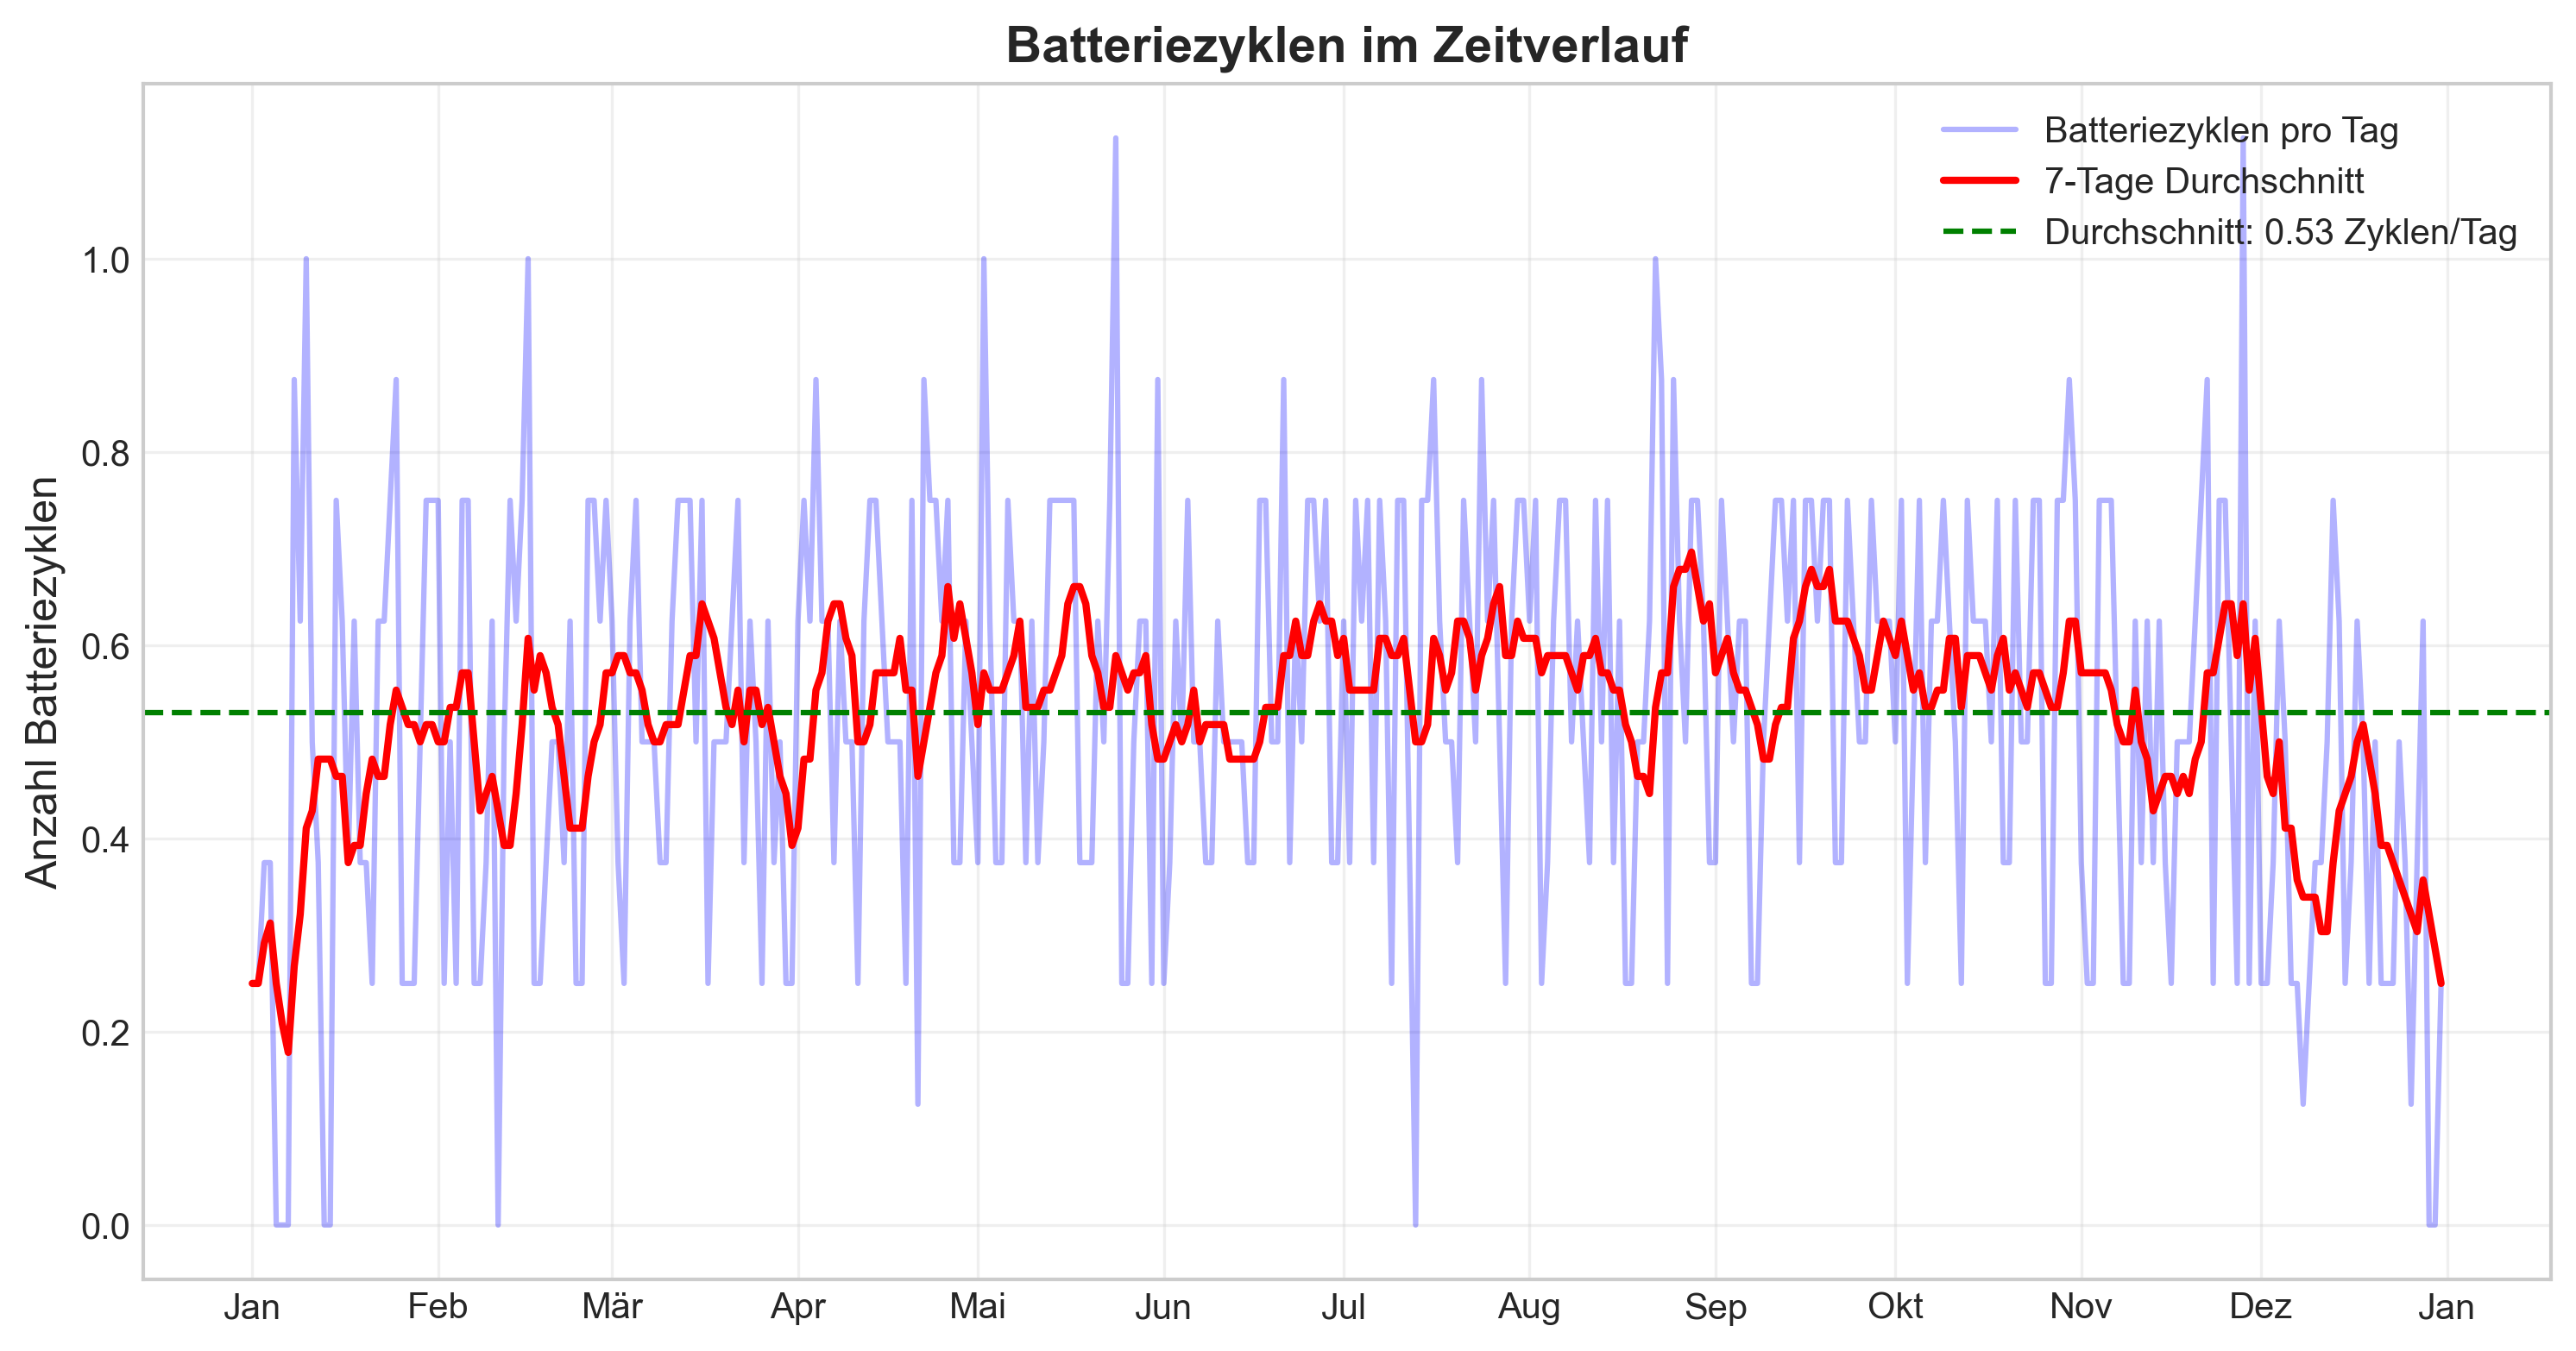 Batteriezyklen im Zeitverlauf
Batteriezyklen pro Tag
7-Tage Durchschnitt
Durchschnitt: 0.53 Zyklen/Tag
Anzahl Batteriezyklen
1.0
0.8
0.6
0.4
0.2
0.0
Jan Feb Mär Apr Mai Jun Jul Aug Sep Okt Nov Dez Jan